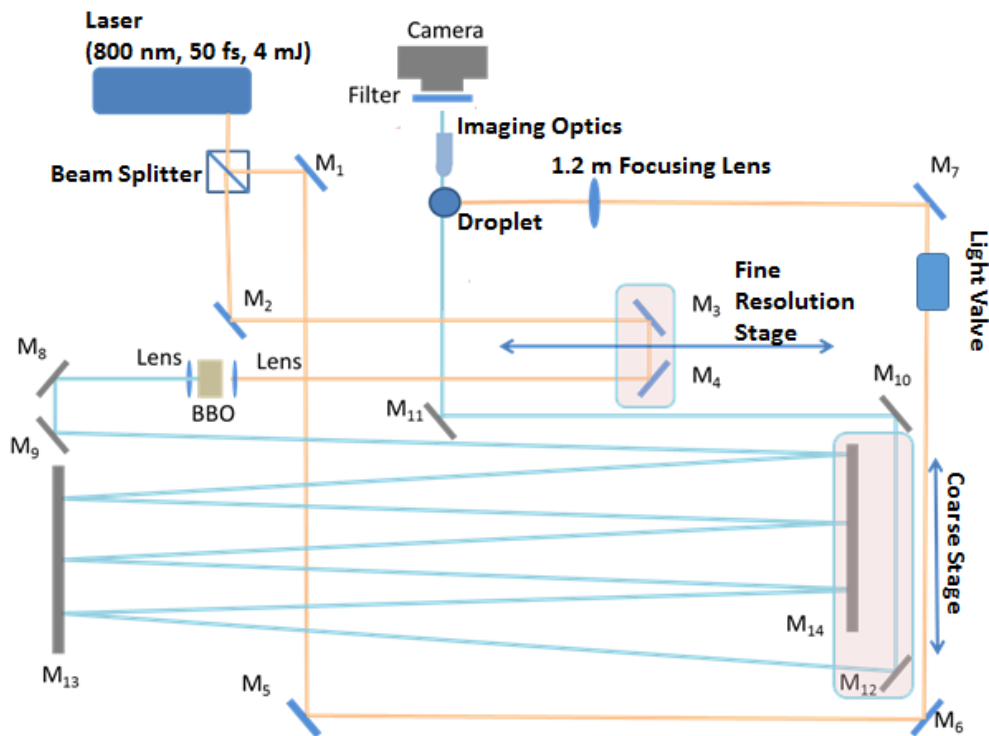 Laser
(800 nm, 50 fs, 4 mJ)
Camera
Filter
Imaging Optics
Beam Splitter
M1
1.2 m Focusing Lens
M7
Droplet
Light Valve
Fine
Resolution
Stage
M2
M3
M8
Lens
Lens
M4
BBO
M10
M11
M9
Coarse Stage
M14
M13
M12
M5
M6